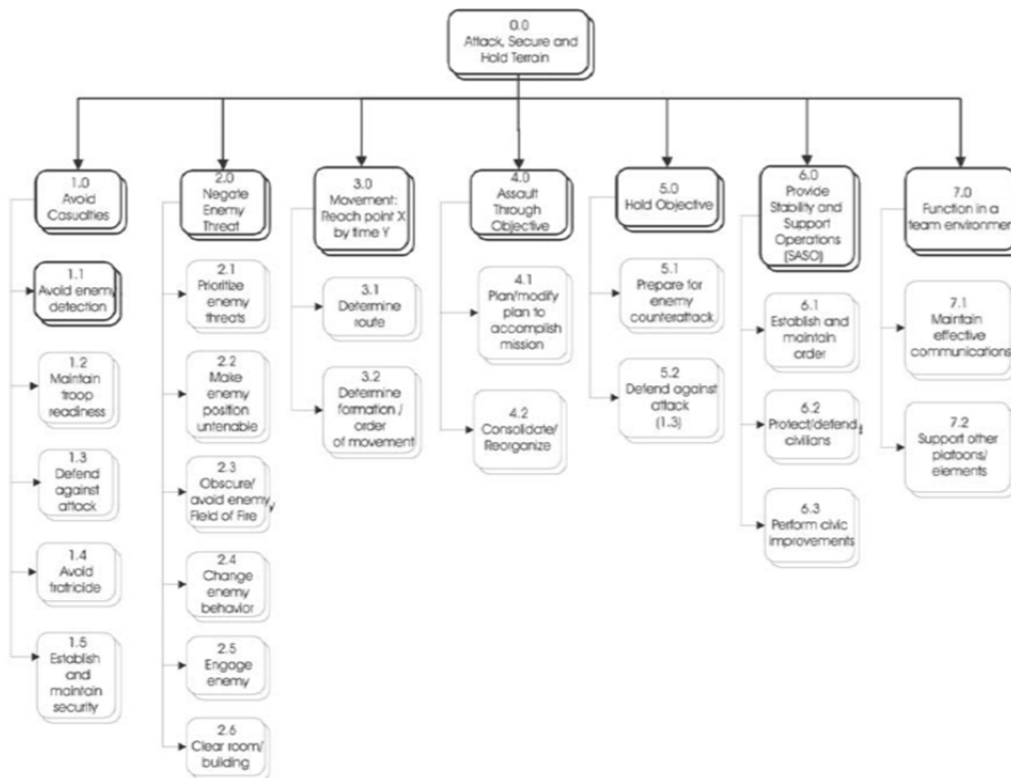 0.0
Attack, Secure and
Hold Terrain
1.0
Avoid
Casualties
1.1
Avoid enemy
detection
1.2
Maintain
troop
readiness
1.3
Defend
against
attack
1.4
Avoid
fratricide
1.5
Establish
and
maintain
security
2.0
Negate
Enemy
Threat
2.1
Prioritize
enemy
threats
2.2
Make
enemy
position
untenable
2.3
Obscure/
avoid enemy
Field of Fire
2.4
Change
enemy
behavior
2.5
Engage
enemy
2.6
Clear room/
building
3.0
Movement:
Reach point X
by time Y
3.1
Determine
route
3.2
Determine
formation /
order
of movement
4.0
Assault
Through
Objective
4.1
Plan/modify
plan to
accomplish
mission
4.2
Consolidate/
Reorganize
5.0
Hold Objective
5.1
Prepare for
enemy
counterattack
5.2
Defend against
attack
(1.3)
6.0
Provide
Stability and
Support
Operations
(SASO)
6.1
Establish and
maintain
order
6.2
Protect/defend
civilians
6.3
Perform civic
improvements
7.0
Function in a
team environment
7.1
Maintain
effective
communications
7.2
Support other
platoons/
elements